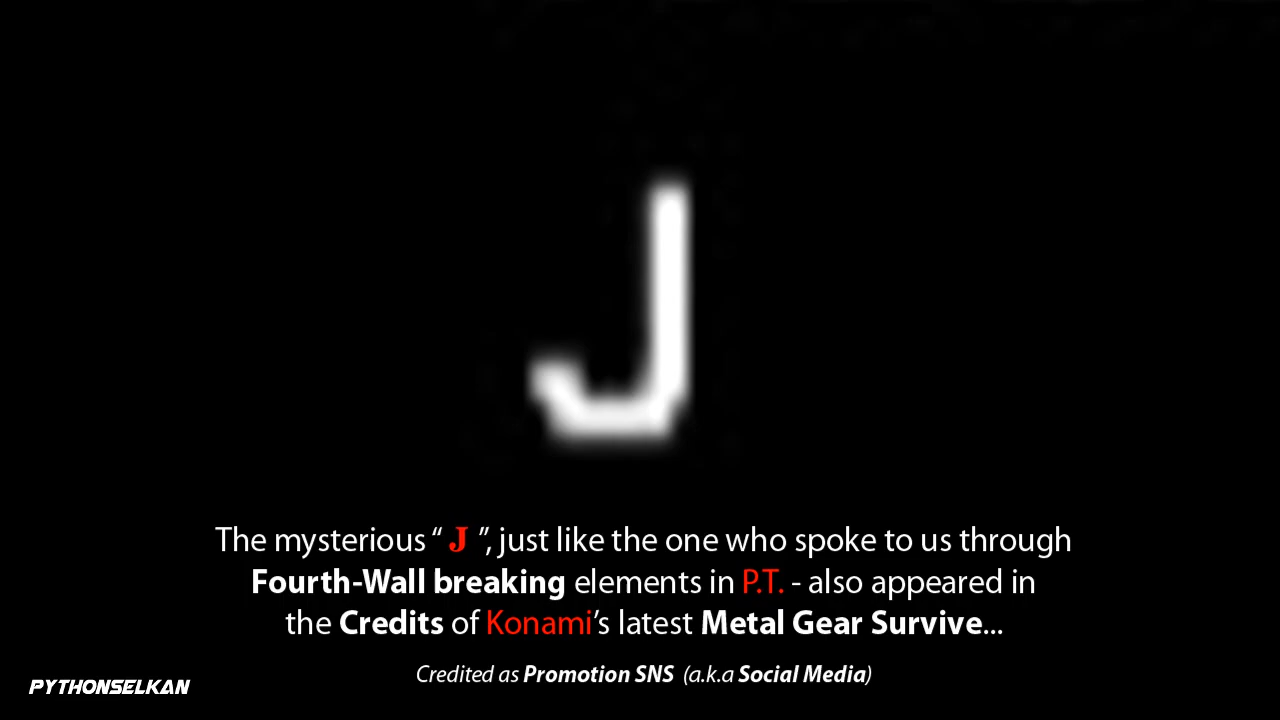 J
The mysterious “ J ”, just like the one who spoke to us through
Fourth-Wall breaking elements in P.T. - also appeared in
the Credits of Konami’s latest Metal Gear Survive...
Credited as Promotion SNS (a.k.a Social Media)
PYTHONSELKAN